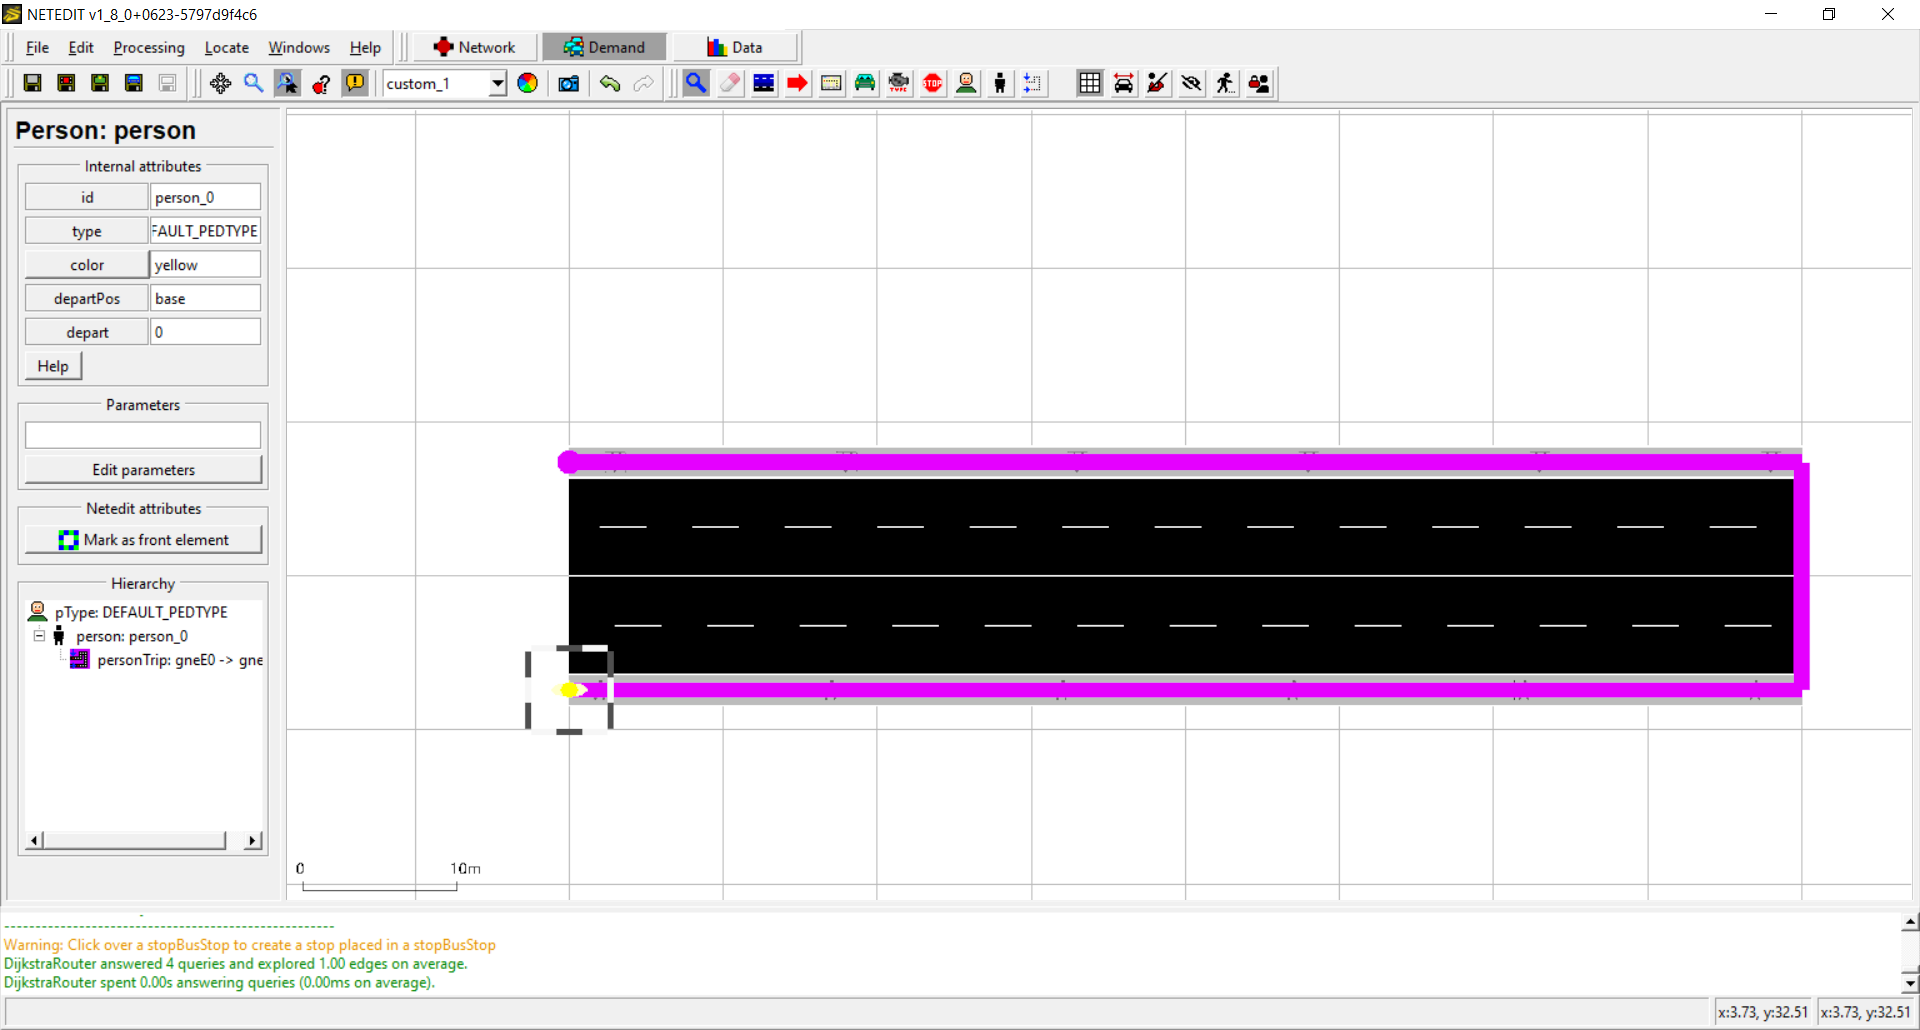 NETEDIT v1_8_0+0623-5797d9f4c6
File Edit Processing Locate Windows Help Network Demand Data
custom_1 TYPE STOP
Person: person
Internal attributes
id person_0
type FAULT_PEDTYPE
color yellow
departPos base
depart 0
Help
Parameters
Edit parameters
Netedit attributes
Mark as front element
Hierarchy
pType: DEFAULT_PEDTYPE
person: person_0
personTrip: gneE0 -> gne
0 10m
Warning: Click over a stopBusStop to create a stop placed in a stopBusStop
DijkstraRouter answered 4 queries and explored 1.00 edges on average.
DijkstraRouter spent 0.00s answering queries (0.00ms on average).
x:3.73, y:32.51 x:3.73, y:32.51